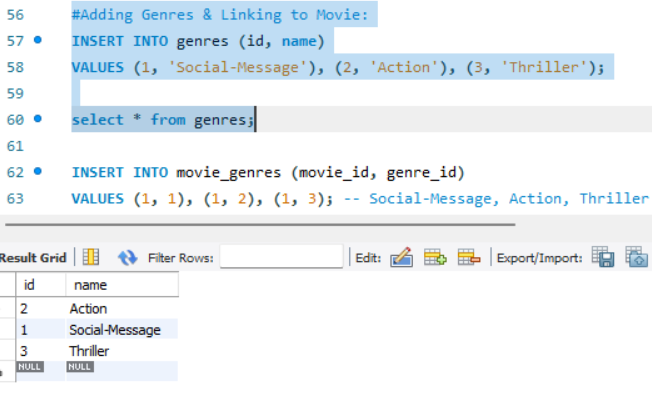 56 #Adding Genres & Linking to Movie:
57 INSERT INTO genres (id, name)
58 VALUES (1, 'Social-Message'), (2, 'Action'), (3, 'Thriller');
59
60 select * from genres;
61
62 INSERT INTO movie_genres (movie_id, genre_id)
63 VALUES (1, 1), (1, 2), (1, 3); -- Social-Message, Action, Thriller
Result Grid Filter Rows: Edit: Export/Import:
id name
2 Action
1 Social-Message
3 Thriller
NULL NULL